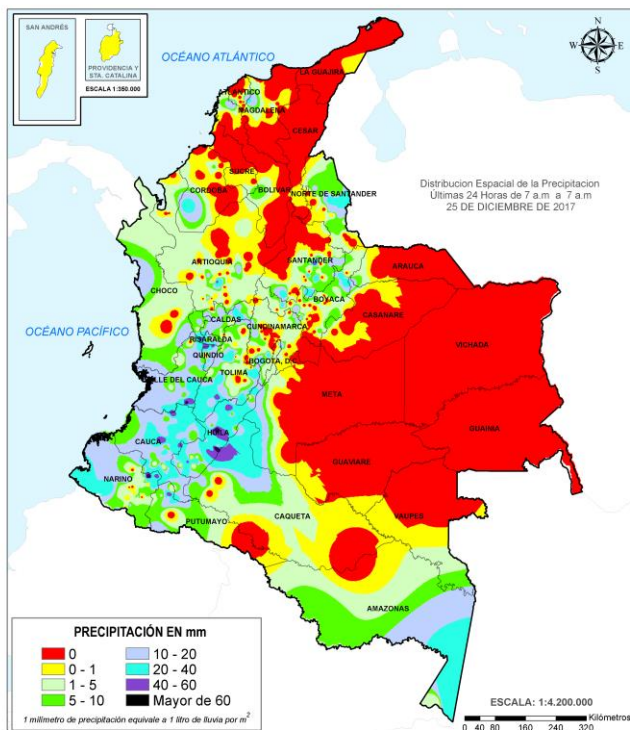 SAN ANDRÉS
PROVIDENCIA Y
STA. CATALINA
ESCALA 1:350.000
OCÉANO ATLÁNTICO
N
W E
S
LA GUAJIRA
ATLANTICO
MAGDALENA
CESAR
SUCRE
CORDOBA
BOLIVAR
NORTE DE SANTANDER
Distribucion Espacial de la Precipitacion
Últimas 24 Horas de 7 a.m a 7 a.m
25 DE DICIEMBRE DE 2017
ANTIOQUIA
SANTANDER
ARAUCA
CHOCO
BOYACA
CASANARE
CALDAS
CUNDINAMARCA
OCÉANO PACÍFICO
RISARALDA
VICHADA
QUINDIO
BOGOTA, D.C.
TOLIMA
VALLE DEL CAUCA
META
GUAINIA
HUILA
CAUCA
GUAVIARE
NARIÑO
CAQUETA
VAUPES
PUTUMAYO
AMAZONAS
PRECIPITACIÓN EN mm
0
0 - 1
1 - 5
5 - 10
10 - 20
20 - 40
40 - 60
Mayor de 60
1 milimetro de precipitación equivale a 1 litro de lluvia por m²
ESCALA: 1:4.200.000
Kilómetros
0 40 80 160 240 320